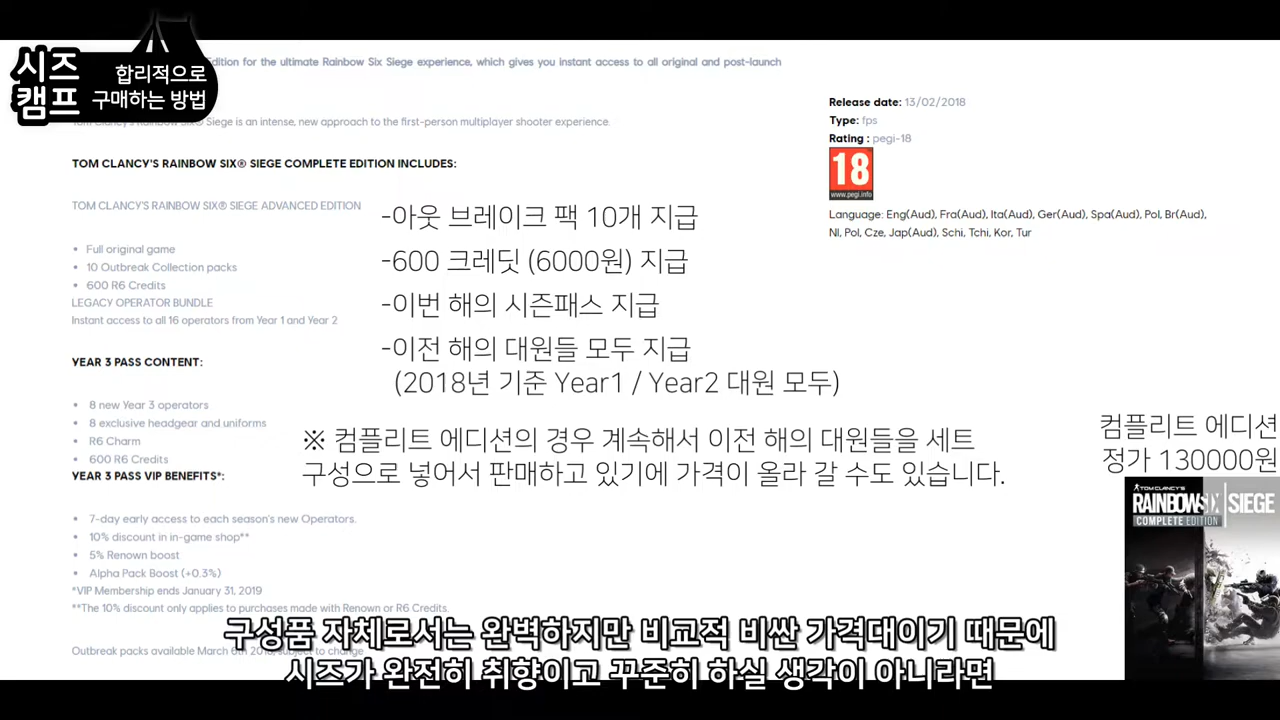 시즈
캠프
합리적으로
구매하는 방법
Edition for the ultimate Rainbow Six Siege experience, which gives you instant access to all original and post-launch
Tom Clancy's Rainbow Six® Siege is an intense, new approach to the first-person multiplayer shooter experience.
TOM CLANCY'S RAINBOW SIX® SIEGE COMPLETE EDITION INCLUDES:
TOM CLANCY'S RAINBOW SIX® SIEGE ADVANCED EDITION
• Full original game
• 10 Outbreak Collection packs
• 600 R6 Credits
LEGACY OPERATOR BUNDLE
Instant access to all 16 operators from Year 1 and Year 2
YEAR 3 PASS CONTENT:
• 8 new Year 3 operators
• 8 exclusive headgear and uniforms
• R6 Charm
• 600 R6 Credits
YEAR 3 PASS VIP BENEFITS*:
• 7-day early access to each season's new Operators.
• 10% discount in in-game shop**
• 5% Renown boost
• Alpha Pack Boost (+0.3%)
*VIP Membership ends January 31, 2019
**The 10% discount only applies to purchases made with Renown or R6 Credits.
Outbreak packs available March 6th 2018, subject to change
-아웃 브레이크 팩 10개 지급
-600 크레딧 (6000원) 지급
-이번 해의 시즌패스 지급
-이전 해의 대원들 모두 지급
(2018년 기준 Year1 / Year2 대원 모두)
※ 컴플리트 에디션의 경우 계속해서 이전 해의 대원들을 세트
구성으로 넣어서 판매하고 있기에 가격이 올라 갈 수도 있습니다.
Release date: 13/02/2018
Type: fps
Rating : pegi-18
18
www.pegi.info
Language: Eng(Aud), Fra(Aud), Ita(Aud), Ger(Aud), Spa(Aud), Pol, Br(Aud),
Nl, Pol, Cze, Jap(Aud), Schi, Tchi, Kor, Tur
컴플리트 에디션
정가 130000원
TOM CLANCY'S
RAINBOWSIX SIEGE
COMPLETE EDITION
구성품 자체로서는 완벽하지만 비교적 비싼 가격대이기 때문에
시즈가 완전히 취향이고 꾸준히 하실 생각이 아니라면